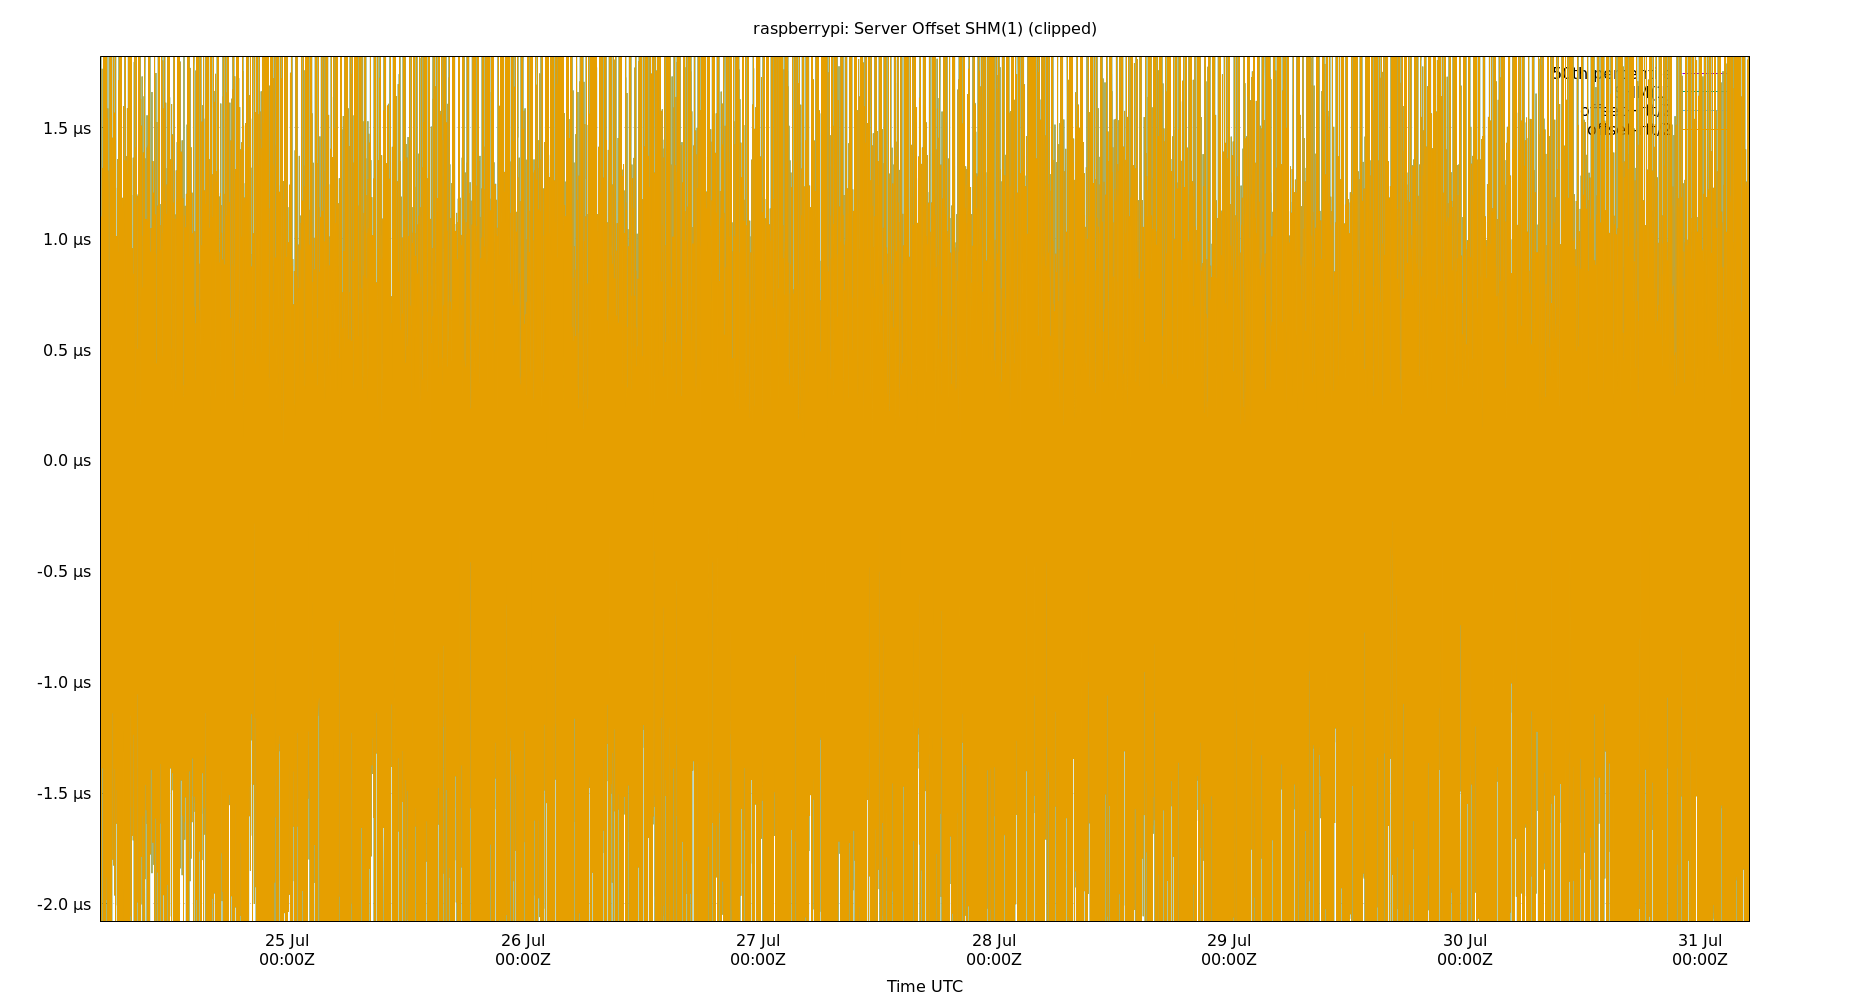 raspberrypi: Server Offset SHM(1) (clipped)
50th percentile
1.5 µs
1.0 µs
0.5 µs
0.0 µs
-0.5 µs
-1.0 µs
-1.5 µs
-2.0 µs
25 Jul 26 Jul 27 Jul 28 Jul 29 Jul 30 Jul 31 Jul
00:00Z 00:00Z 00:00Z 00:00Z 00:00Z 00:00Z 00:00Z
Time UTC